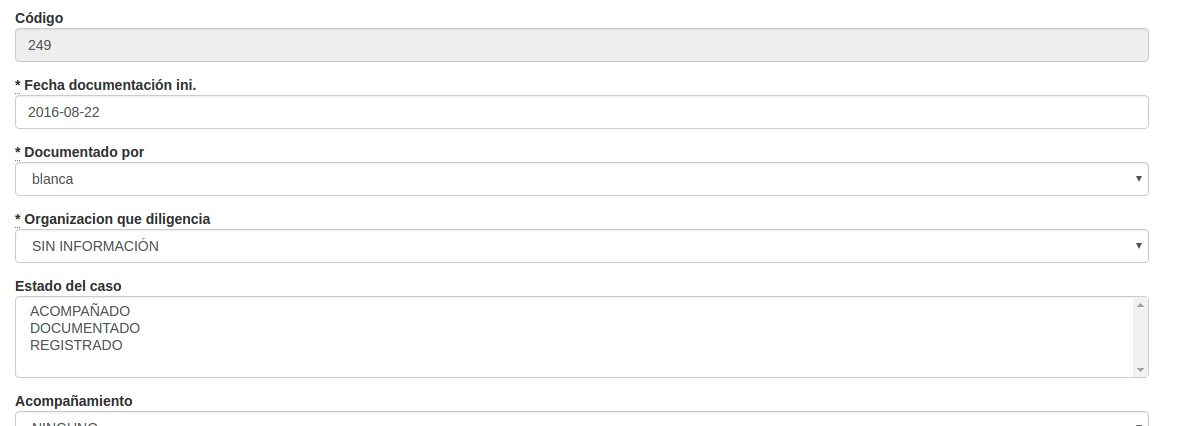 Código
249
* Fecha documentación ini.
2016-08-22
* Documentado por
blanca
* Organizacion que diligencia
SIN INFORMACIÓN
Estado del caso
ACOMPAÑADO
DOCUMENTADO
REGISTRADO
Acompañamiento
NINGUNO